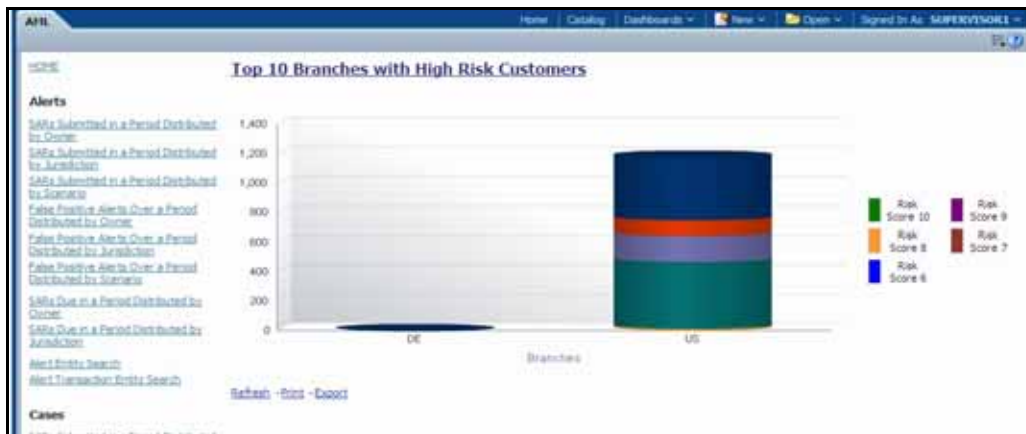 AML
Home Catalog Dashboards New Open Signed In As SUPERVISOR1
HOME
Top 10 Branches with High Risk Customers
Alerts
SARs Submitted in a Period Distributed
by Owner
SARs Submitted in a Period Distributed
by Jurisdiction
SARs Submitted in a Period Distributed
by Scenario
False Positive Alerts Over a Period
Distributed by Owner
False Positive Alerts Over a Period
Distributed by Jurisdiction
False Positive Alerts Over a Period
Distributed by Scenario
SARs Due in a Period Distributed by
Owner
SARs Due in a Period Distributed by
Jurisdiction
Alert Entity Search
Alert Transaction Entity Search
Cases
1,400
1,200
1,000
800
600
400
200
0
DE
US
Branches
Risk
Score 10
Risk
Score 9
Risk
Score 8
Risk
Score 7
Risk
Score 6
Refresh - Print - Export